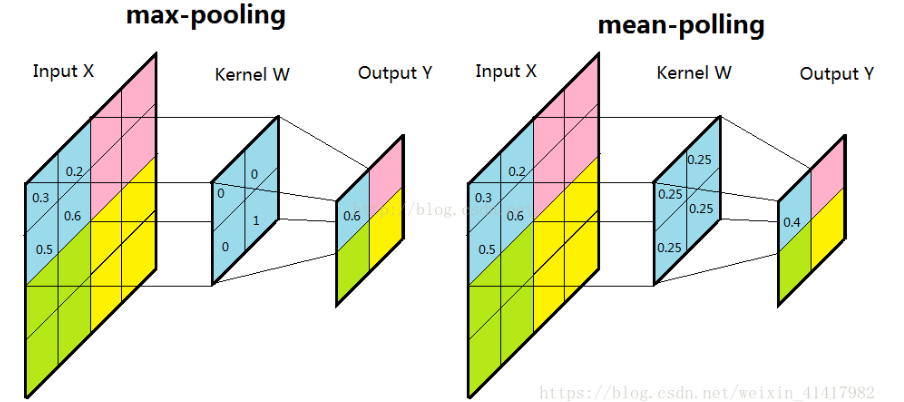 max-pooling
mean-polling
Input X
Kernel W
Output Y
Input X
Kernel W
Output Y
0.3
0.2
0.5
0.6
0
0
0
1
0.6
0.3
0.2
0.5
0.6
0.25
0.25
0.25
0.25
0.4
https://blog.csdn.net/weixin_41417982